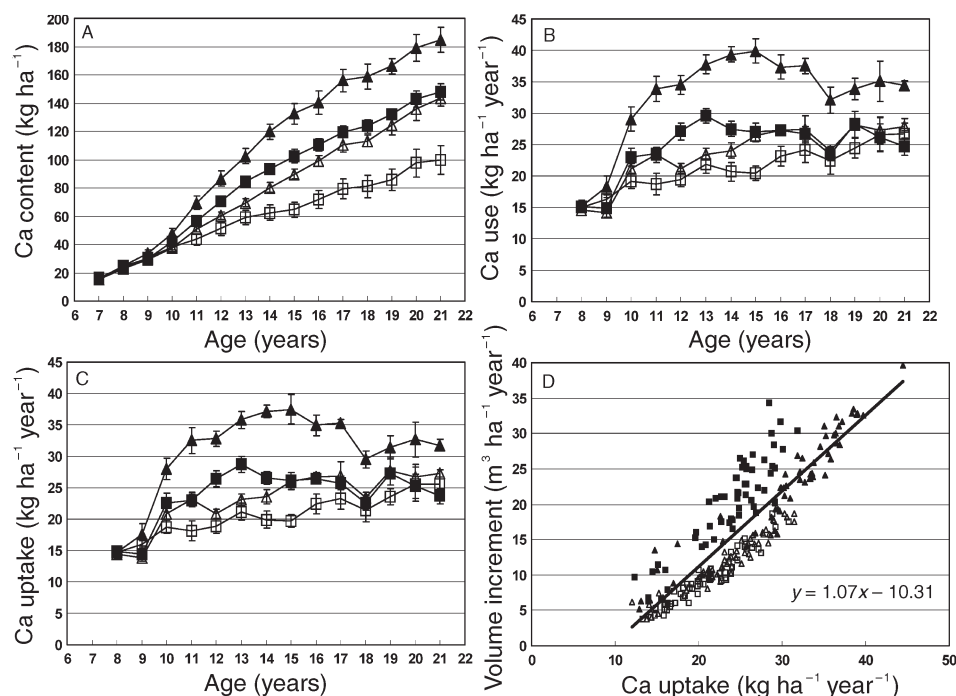 A
Ca content (kg ha⁻¹)
200
180
160
140
120
100
80
60
40
20
0
6 7 8 9 10 11 12 13 14 15 16 17 18 19 20 21 22
Age (years)
B
Ca use (kg ha⁻¹ year⁻¹)
45
40
35
30
25
20
15
10
5
0
6 7 8 9 10 11 12 13 14 15 16 17 18 19 20 21 22
Age (years)
C
Ca uptake (kg ha⁻¹ year⁻¹)
45
40
35
30
25
20
15
10
5
0
6 7 8 9 10 11 12 13 14 15 16 17 18 19 20 21 22
Age (years)
D
Volume increment (m³ ha⁻¹ year⁻¹)
40
35
30
25
20
15
10
5
0
y = 1.07x – 10.31
0 10 20 30 40 50
Ca uptake (kg ha⁻¹ year⁻¹)